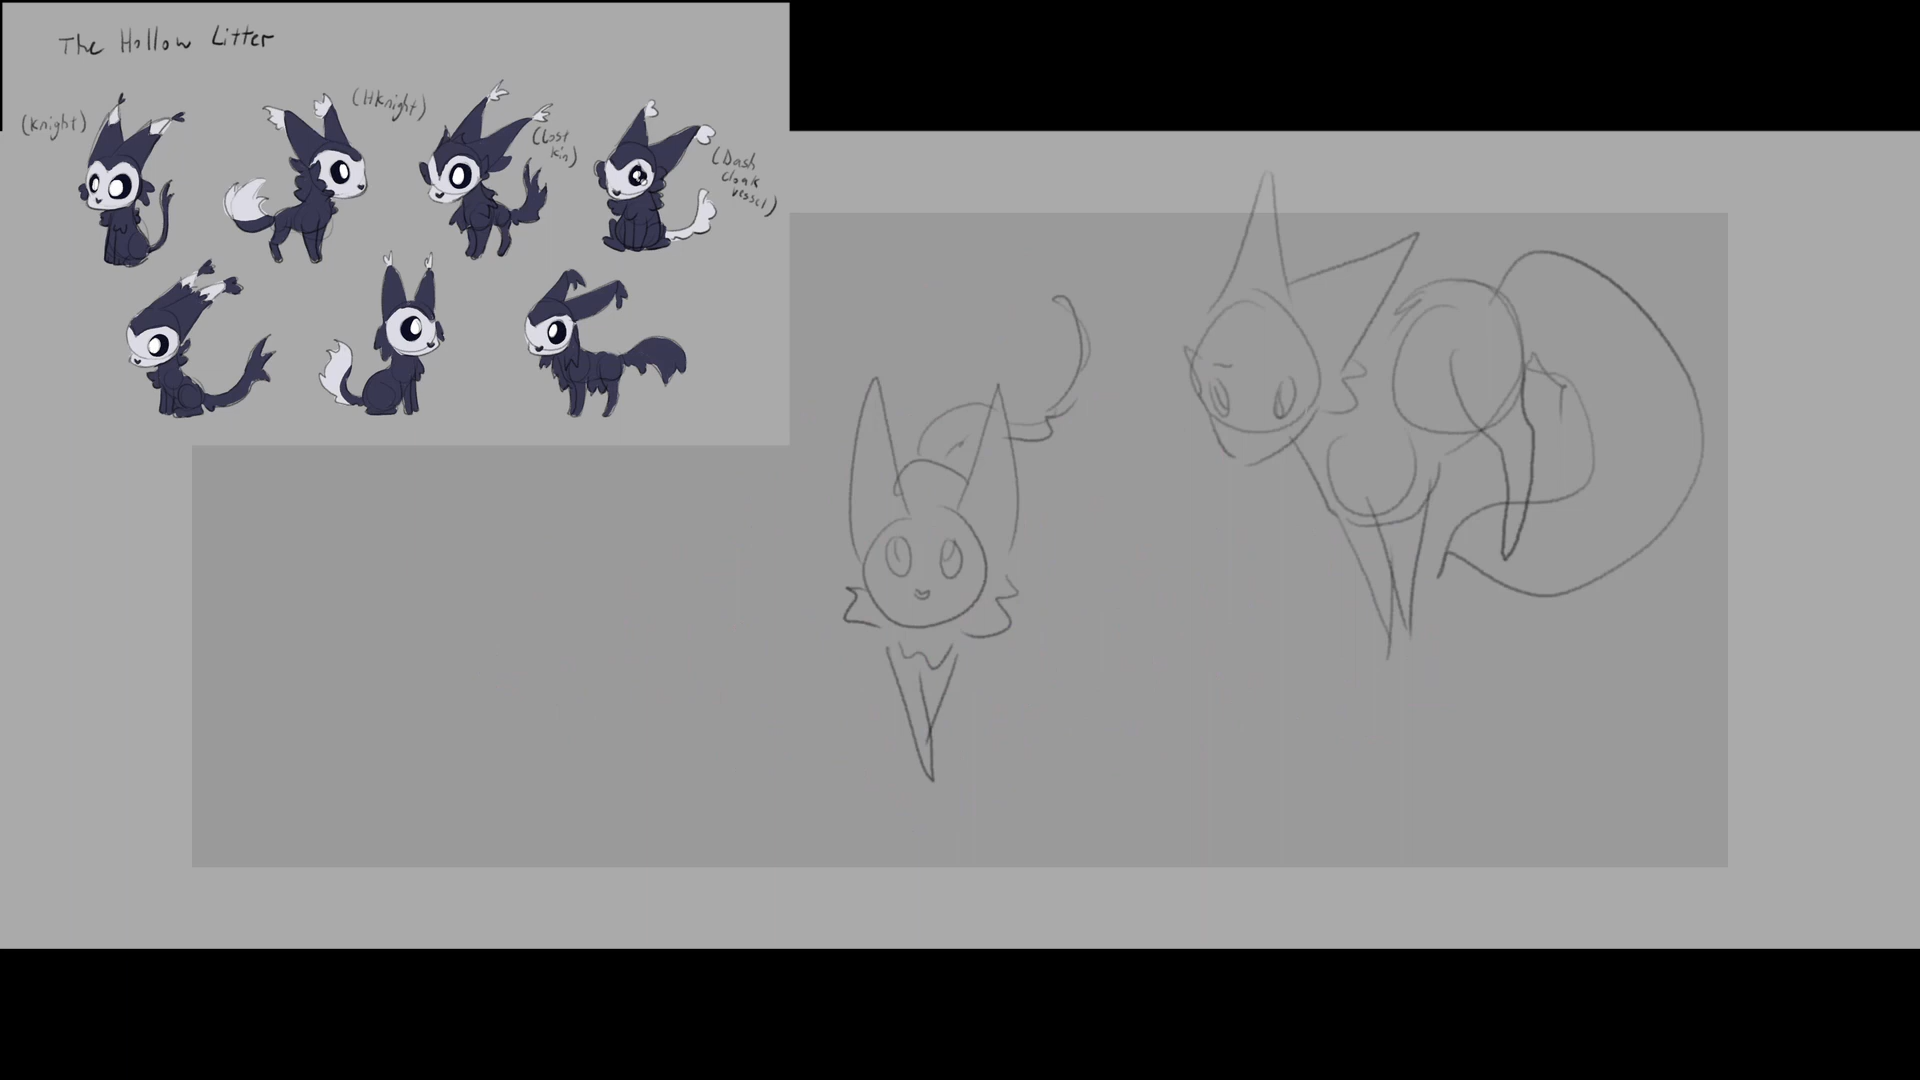 The Hollow Litter
(Knight)
(HKnight)
(Lost
kin)
(Dash
cloak
vessel)